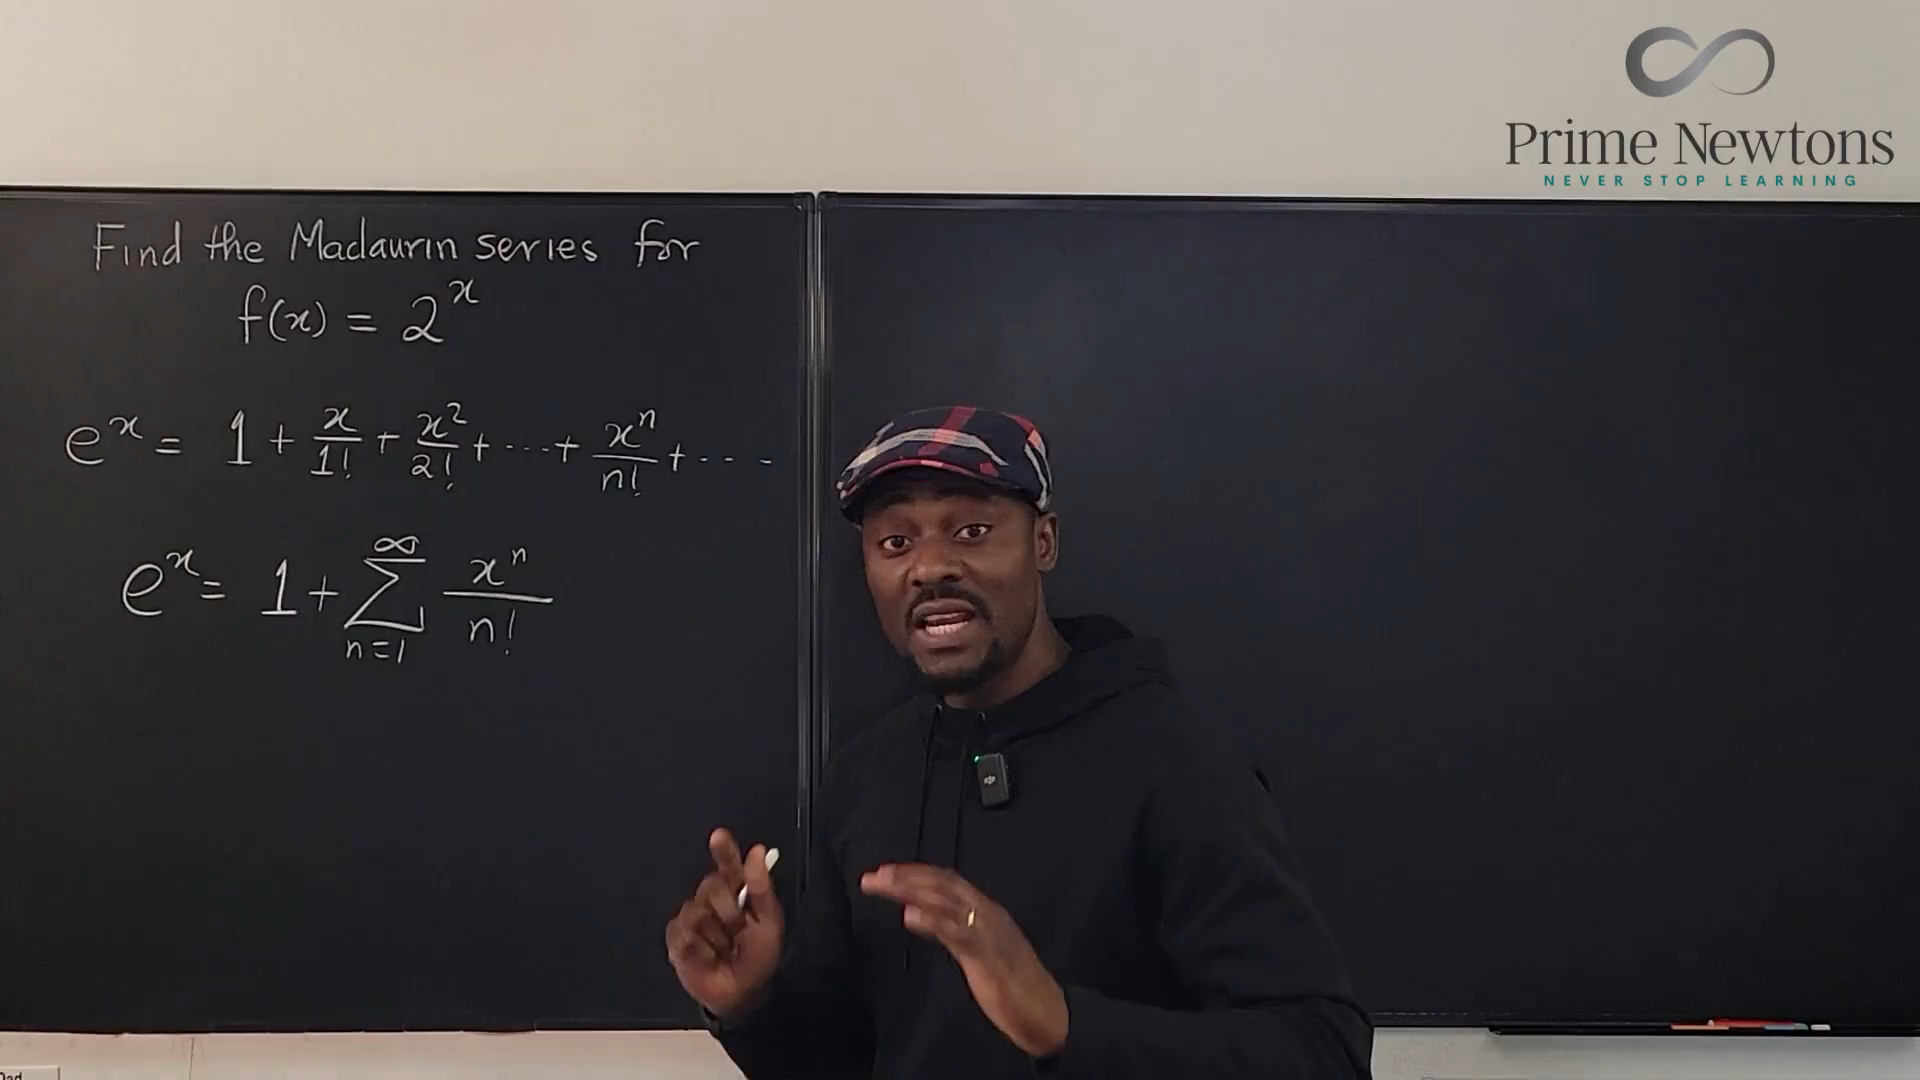 Prime Newtons
NEVER STOP LEARNING
Find the Maclaurin series for
f(x) = 2^x
e^x = 1 + x/1! + x^2/2! + ... + x^n/n! + ...
e^x = 1 + ∑_{n=1}^{∞} x^n/n!